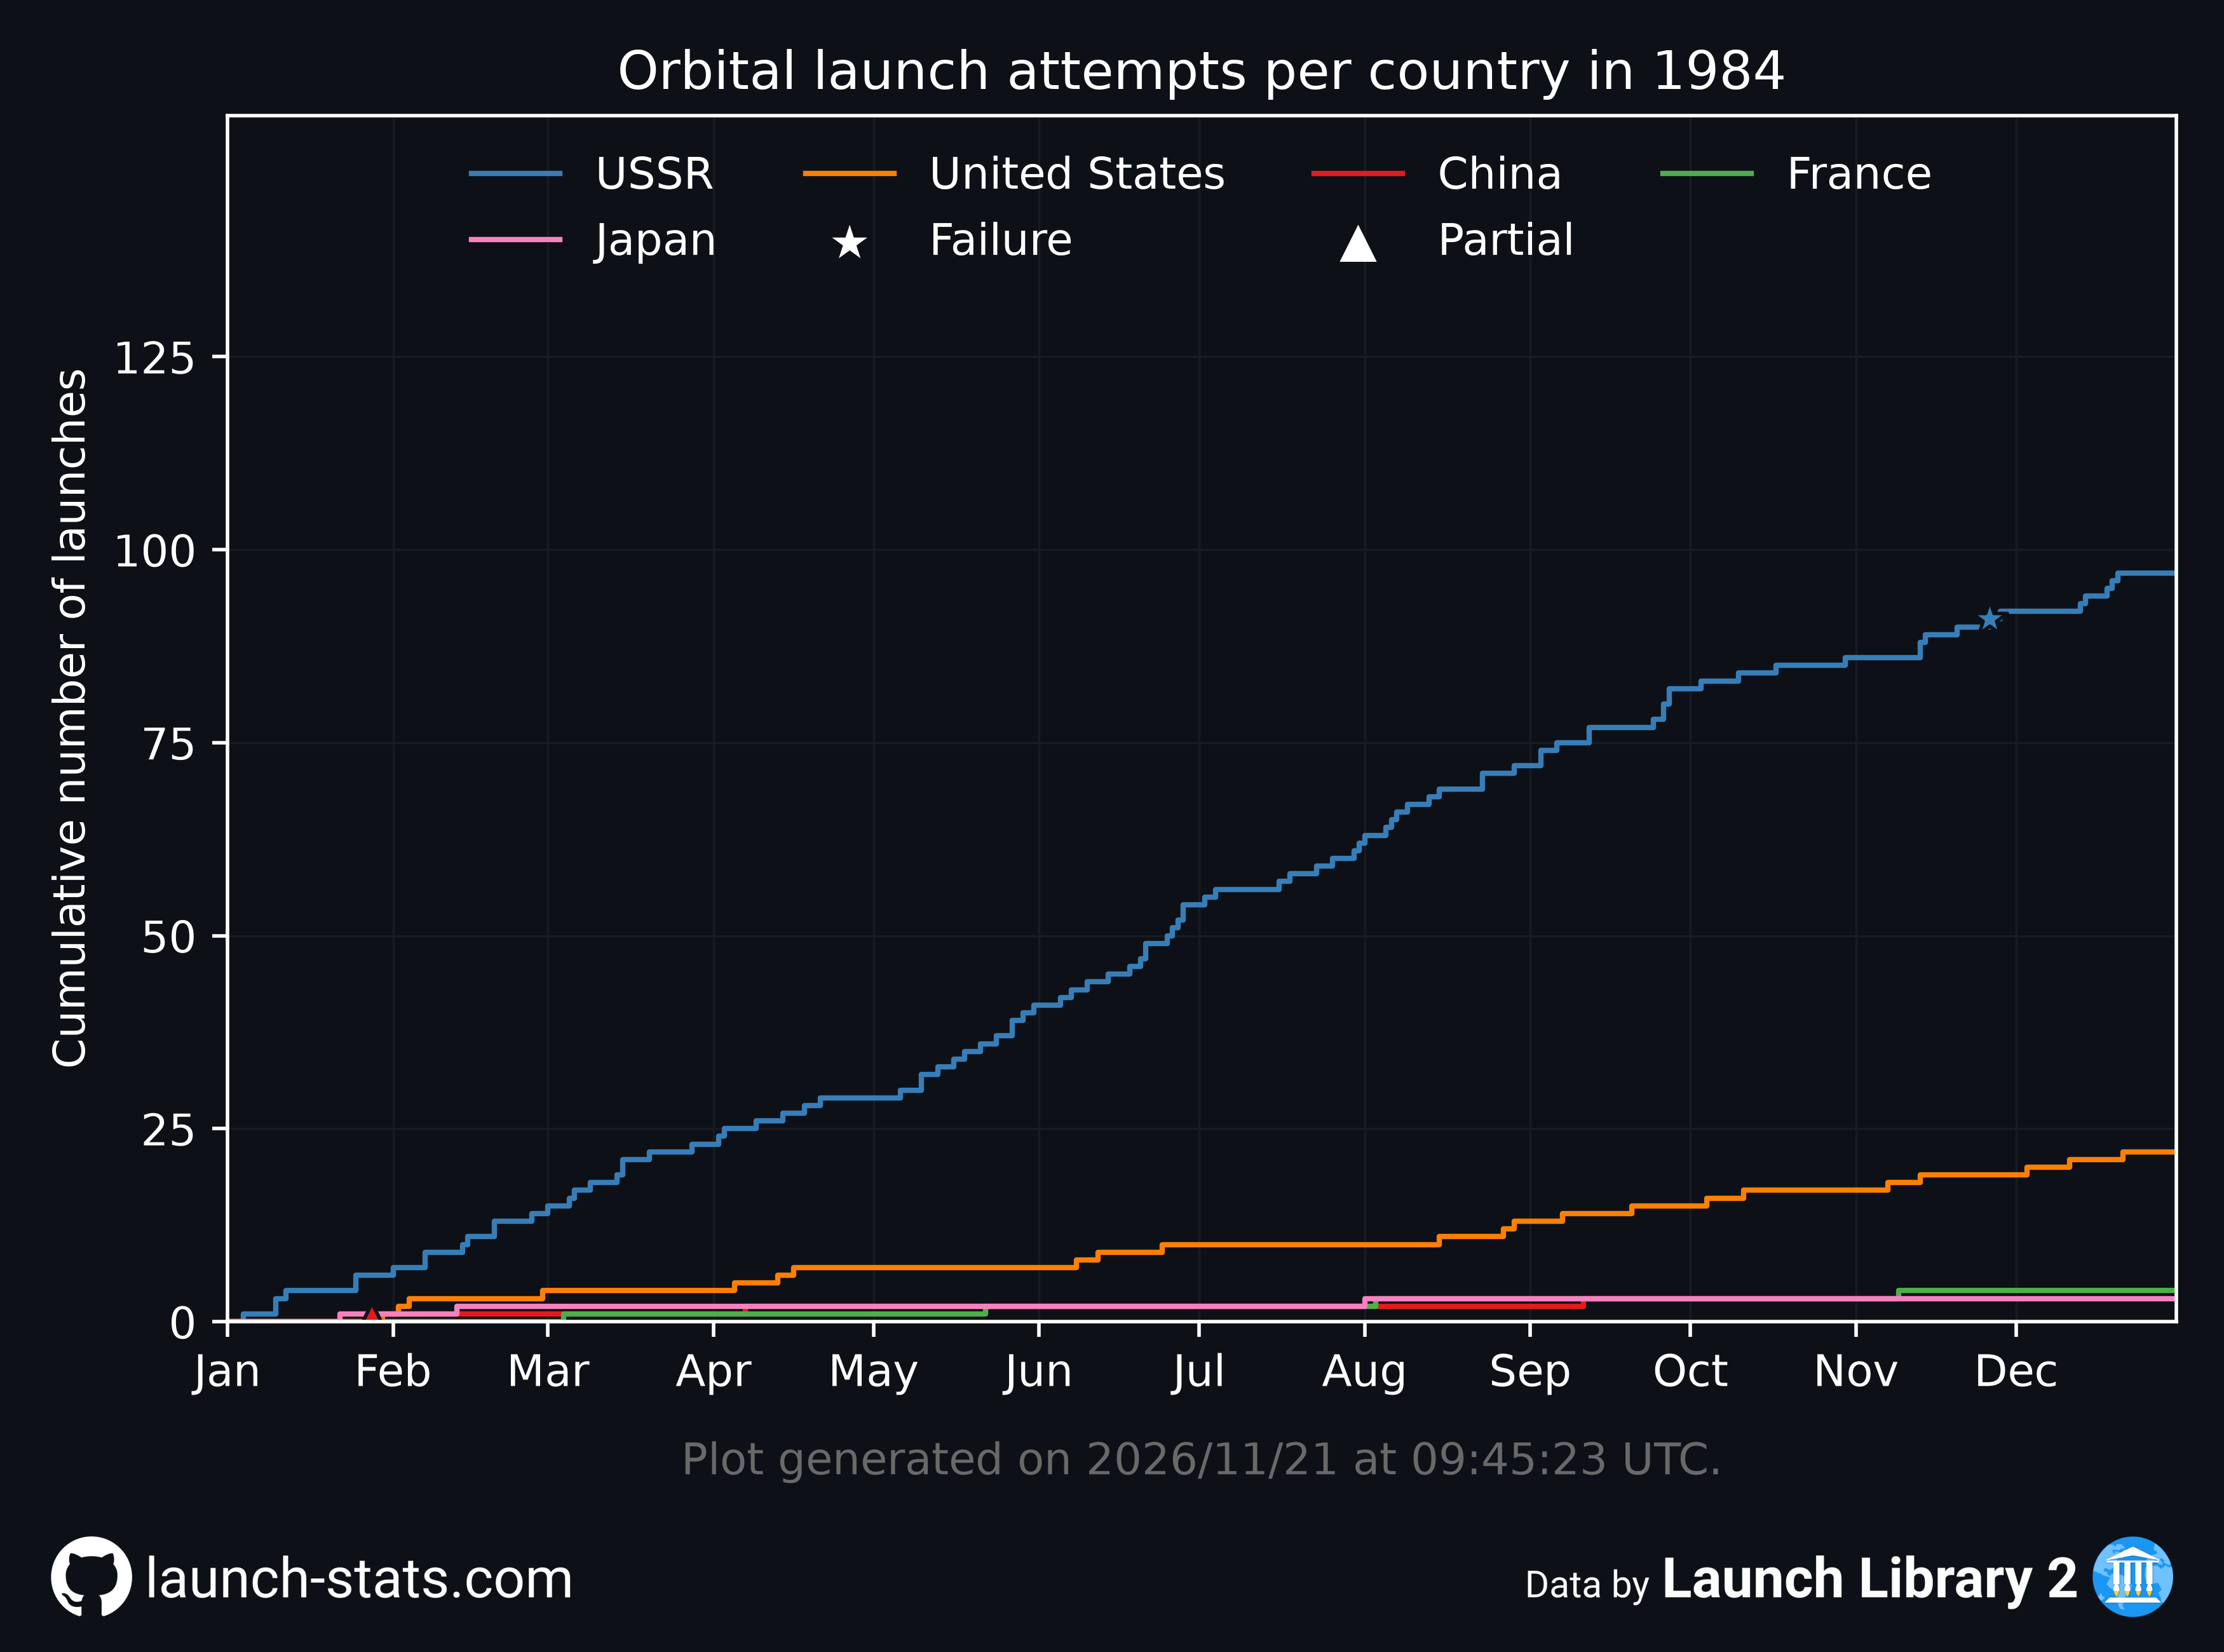 Orbital launch attempts per country in 1984
USSR United States China France
Japan Failure Partial
Cumulative number of launches
125
100
75
50
25
0
Jan Feb Mar Apr May Jun Jul Aug Sep Oct Nov Dec
Plot generated on 2026/11/21 at 09:45:23 UTC.
launch-stats.com
Data by Launch Library 2